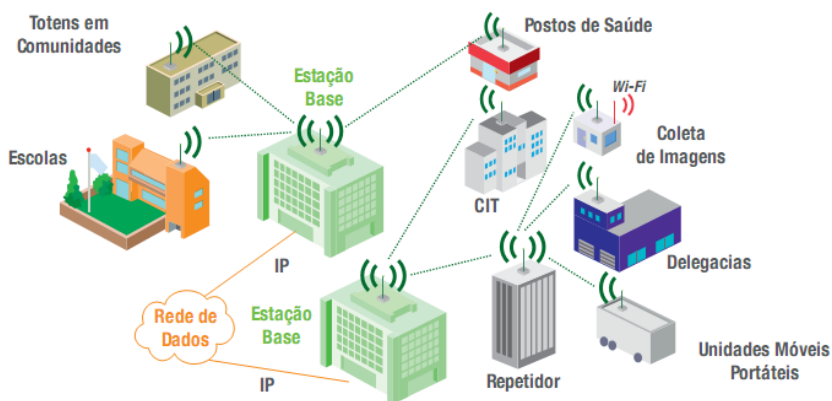 Totens em
Comunidades
Postos de Saúde
Estação
Base
Wi-Fi
Coleta
de Imagens
Escolas
CIT
Delegacias
IP
Rede de
Dados
Estação
Base
IP
Repetidor
Unidades Móveis
Portáteis